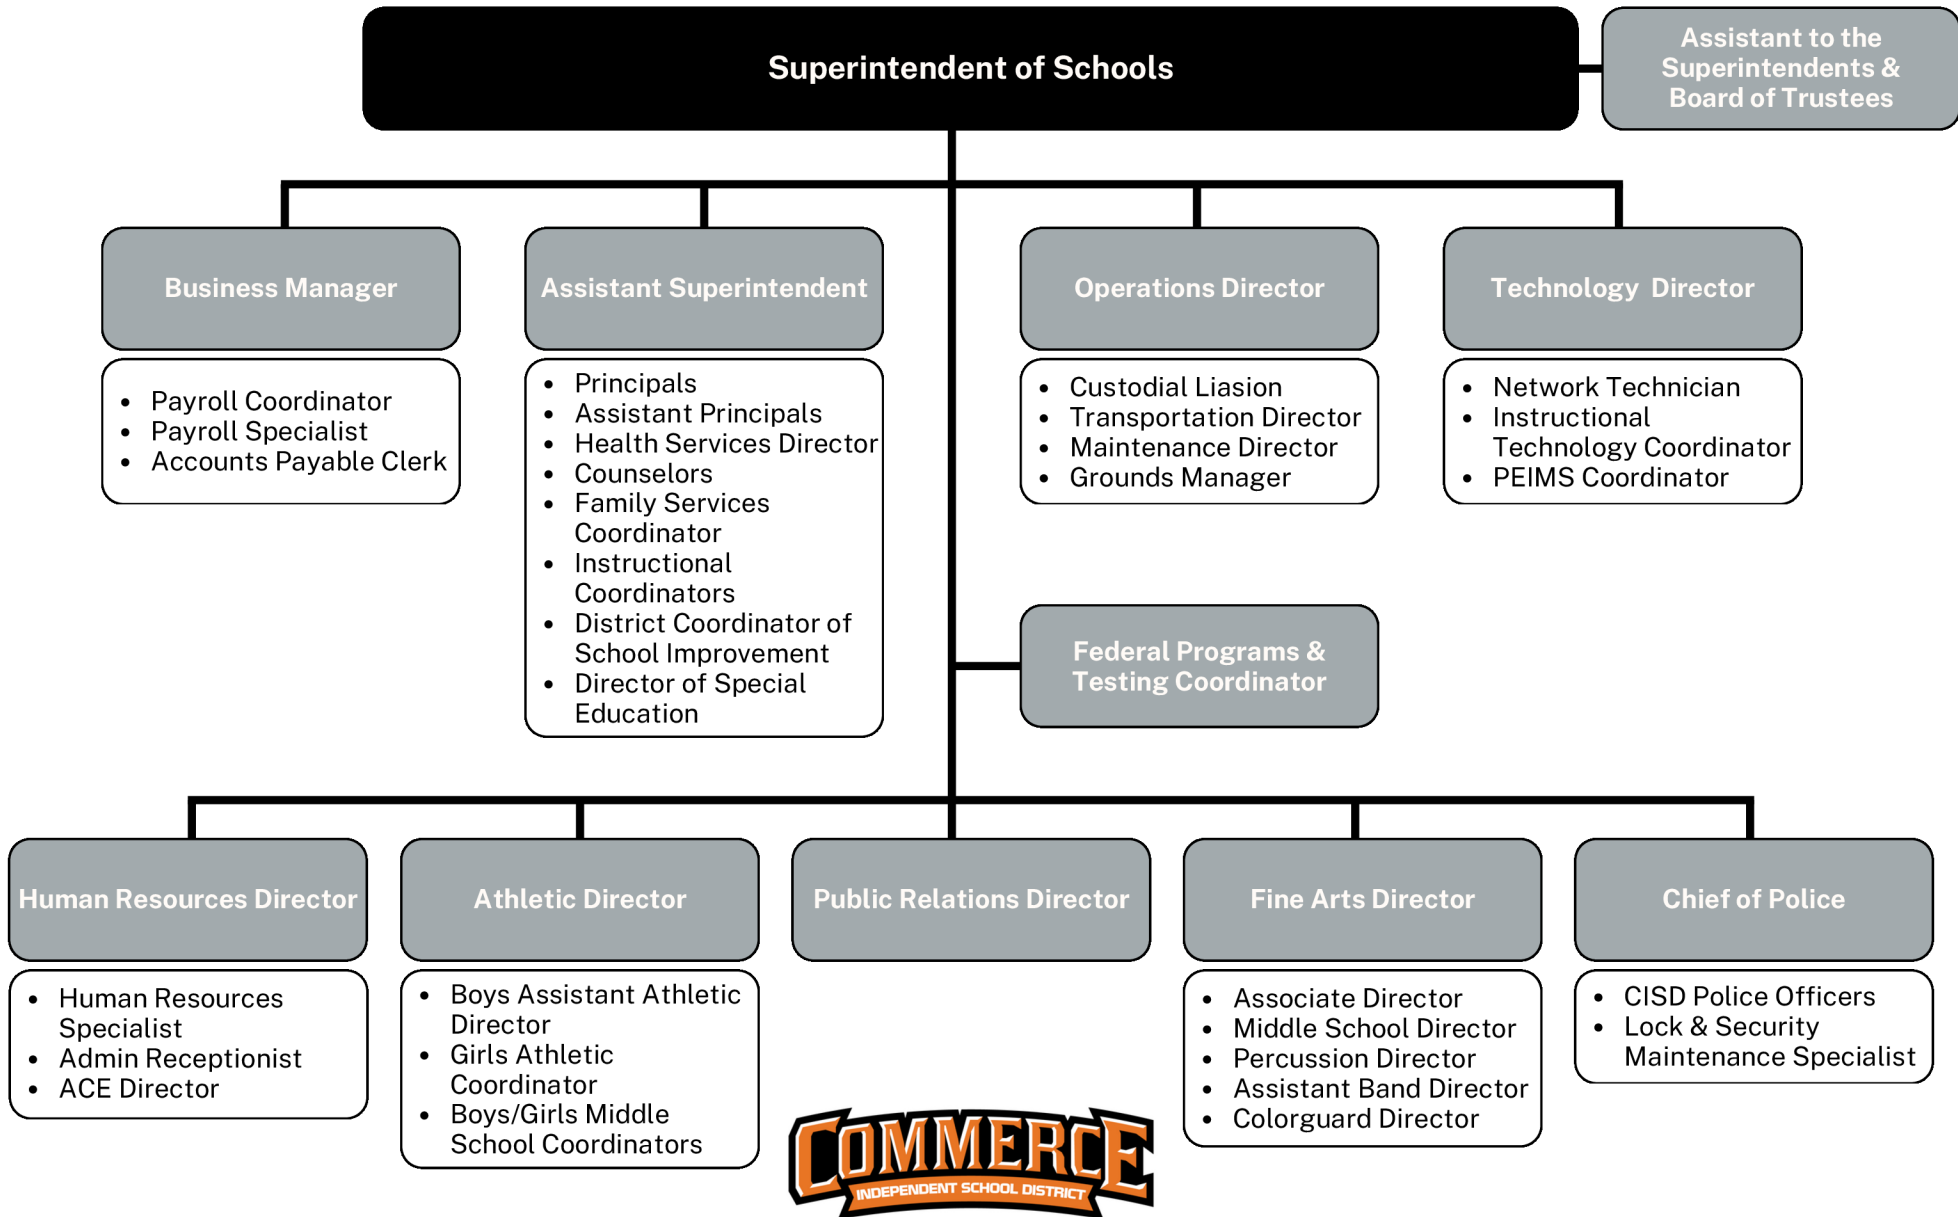 Superintendent of Schools
Assistant to the
Superintendents &
Board of Trustees
Business Manager
• Payroll Coordinator
• Payroll Specialist
• Accounts Payable Clerk
Assistant Superintendent
• Principals
• Assistant Principals
• Health Services Director
• Counselors
• Family Services
Coordinator
• Instructional
Coordinators
• District Coordinator of
School Improvement
• Director of Special
Education
Operations Director
• Custodial Liasion
• Transportation Director
• Maintenance Director
• Grounds Manager
Technology Director
• Network Technician
• Instructional
Technology Coordinator
• PEIMS Coordinator
Federal Programs &
Testing Coordinator
Human Resources Director
• Human Resources
Specialist
• Admin Receptionist
• ACE Director
Athletic Director
• Boys Assistant Athletic
Director
• Girls Athletic
Coordinator
• Boys/Girls Middle
School Coordinators
Public Relations Director
Fine Arts Director
• Associate Director
• Middle School Director
• Percussion Director
• Assistant Band Director
• Colorguard Director
Chief of Police
• CISD Police Officers
• Lock & Security
Maintenance Specialist
COMMERCE
INDEPENDENT SCHOOL DISTRICT